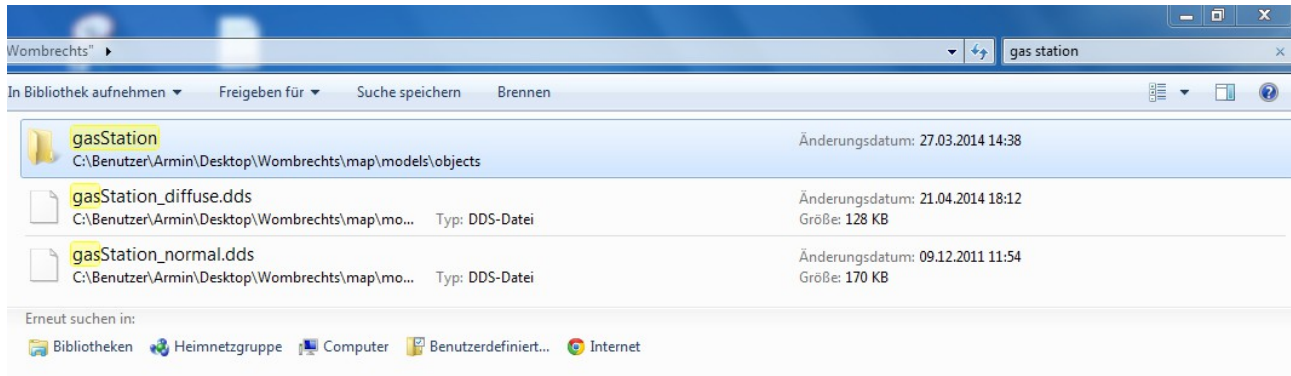 Wombrechts"
gas station
In Bibliothek aufnehmen Freigeben für Suche speichern Brennen
gasStation
C:\Benutzer\Armin\Desktop\Wombrechts\map\models\objects
Änderungsdatum: 27.03.2014 14:38
gasStation_diffuse.dds
C:\Benutzer\Armin\Desktop\Wombrechts\map\mo... Typ: DDS-Datei
Änderungsdatum: 21.04.2014 18:12
Größe: 128 KB
gasStation_normal.dds
C:\Benutzer\Armin\Desktop\Wombrechts\map\mo... Typ: DDS-Datei
Änderungsdatum: 09.12.2011 11:54
Größe: 170 KB
Erneut suchen in:
Bibliotheken Heimnetzgruppe Computer Benutzerdefiniert... Internet